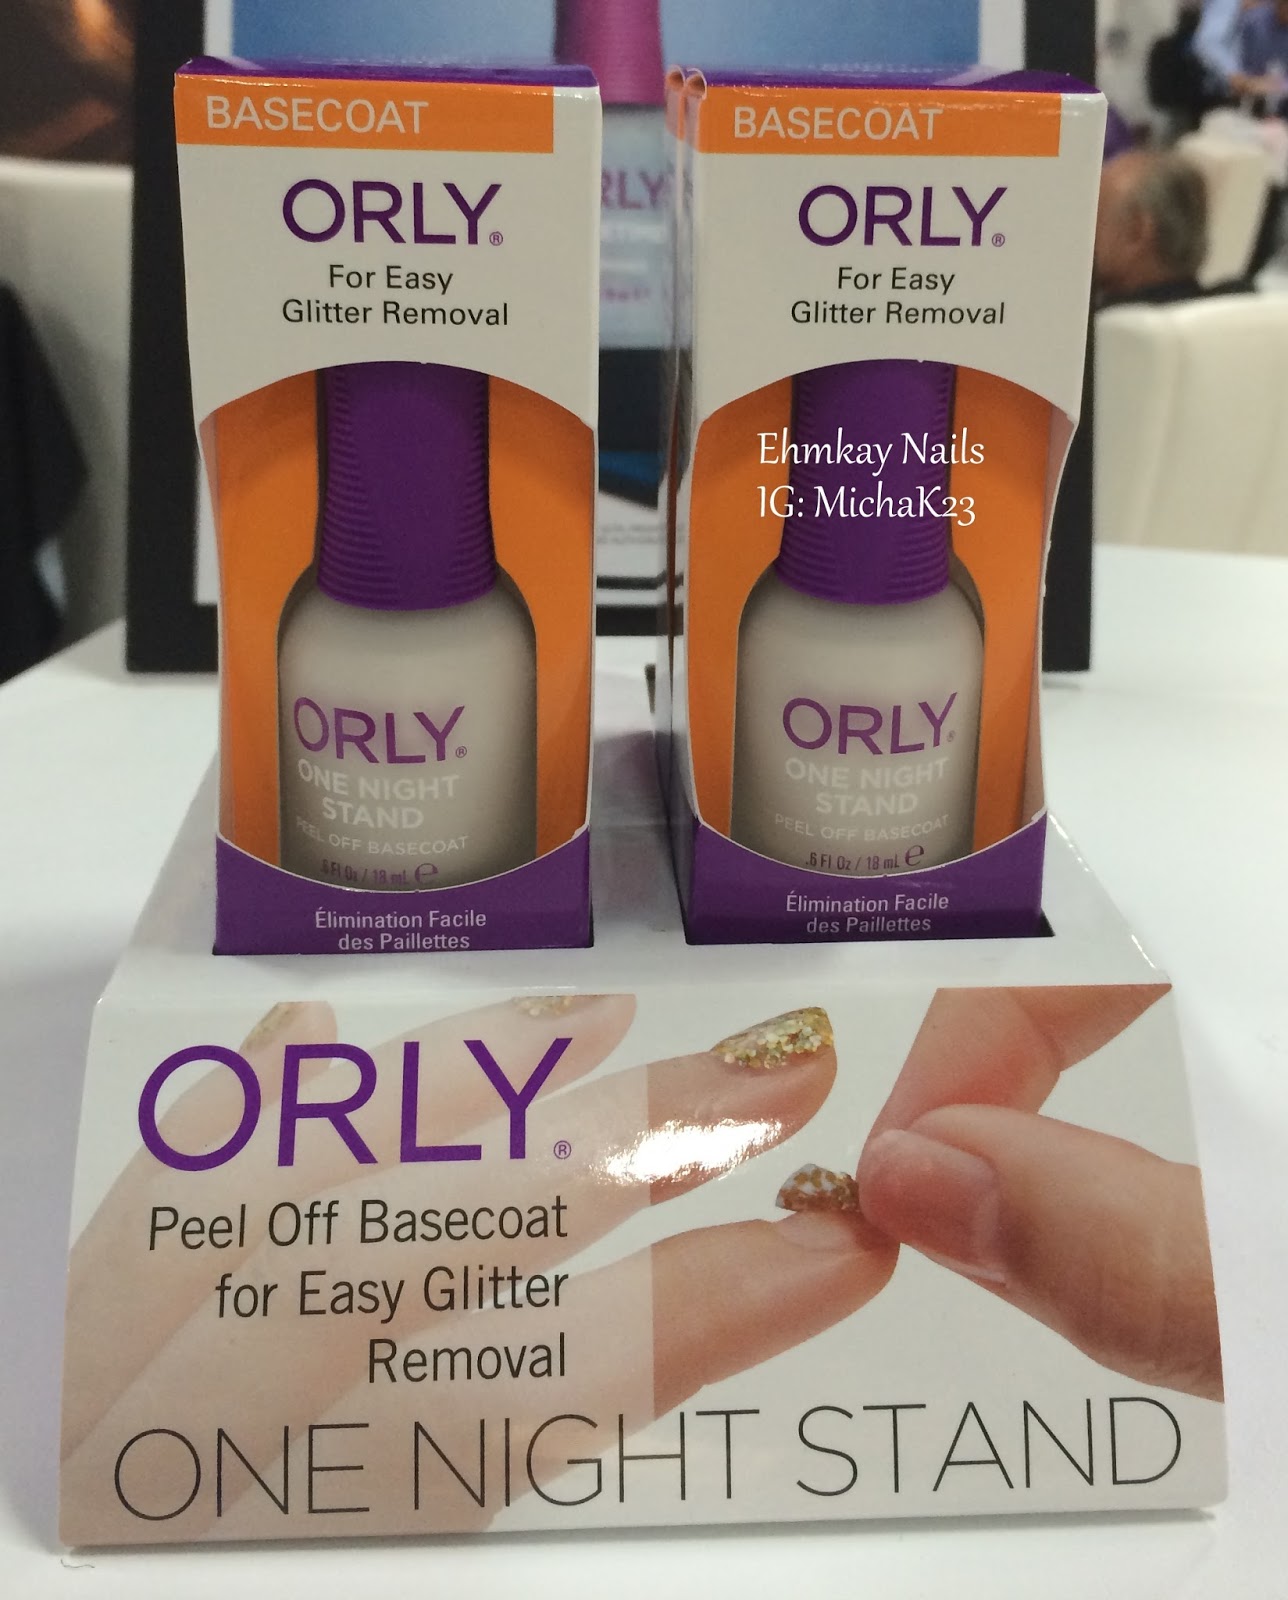 BASECOAT
ORLY®
For Easy
Glitter Removal
ORLY®
ONE NIGHT
STAND
PEEL OFF BASECOAT
.6 Fl Oz / 18 mL ℮
Élimination Facile
des Paillettes
BASECOAT
ORLY®
For Easy
Glitter Removal
Ehmkay Nails
IG: MichaK23
ORLY®
ONE NIGHT
STAND
PEEL OFF BASECOAT
.6 Fl Oz / 18 mL ℮
Élimination Facile
des Paillettes
RLY
ORLY®
Peel Off Basecoat
for Easy Glitter
Removal
ONE NIGHT STAND